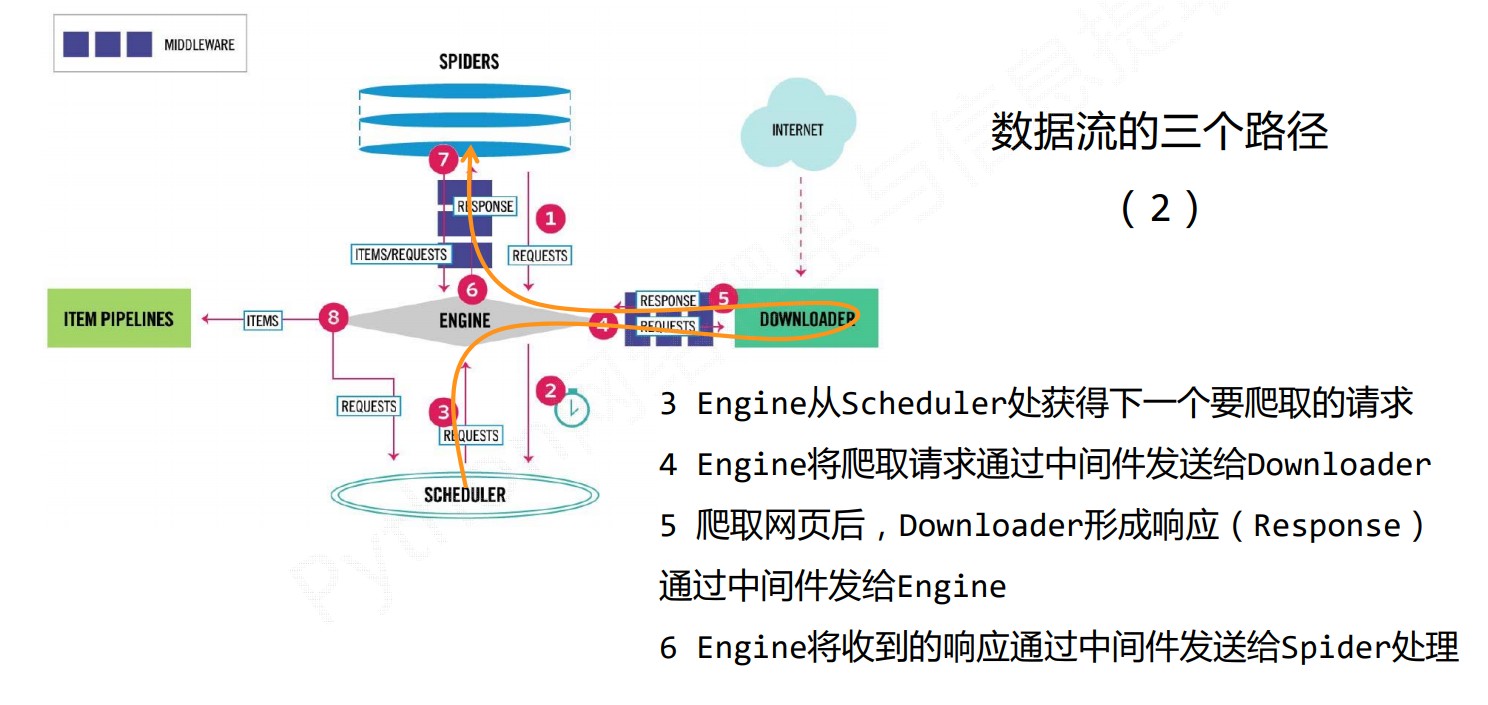 MIDDLEWARE
SPIDERS
INTERNET
数据流的三个路径
（2）
7
RESPONSE
1
ITEMS/REQUESTS
REQUESTS
6
ITEM PIPELINES
ITEMS
8
ENGINE
4
RESPONSE
5
REQUESTS
DOWNLOADER
REQUESTS
3
REQUESTS
2
SCHEDULER
3 Engine从Scheduler处获得下一个要爬取的请求
4 Engine将爬取请求通过中间件发送给Downloader
5 爬取网页后，Downloader形成响应（Response）
通过中间件发给Engine
6 Engine将收到的响应通过中间件发送给Spider处理